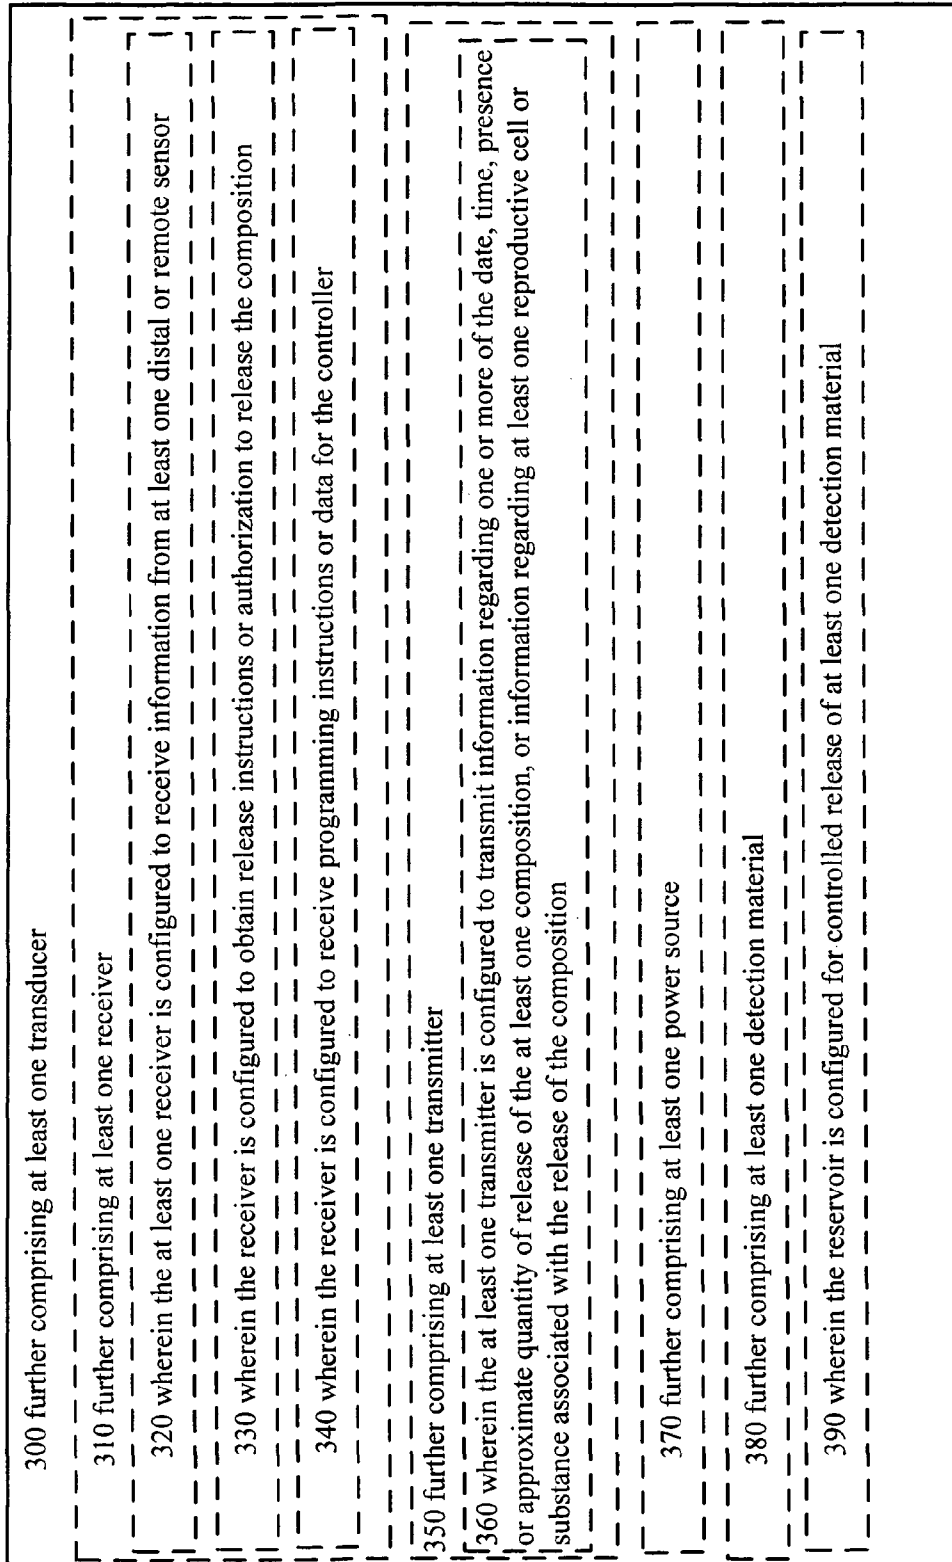 300 further comprising at least one transducer
310 further comprising at least one receiver
320 wherein the at least one receiver is configured to receive information from at least one distal or remote sensor
330 wherein the receiver is configured to obtain release instructions or authorization to release the composition
340 wherein the receiver is configured to receive programming instructions or data for the controller
350 further comprising at least one transmitter
360 wherein the at least one transmitter is configured to transmit information regarding one or more of the date, time, presence
or approximate quantity of release of the at least one composition, or information regarding at least one reproductive cell or
substance associated with the release of the composition
370 further comprising at least one power source
380 further comprising at least one detection material
390 wherein the reservoir is configured for controlled release of at least one detection material